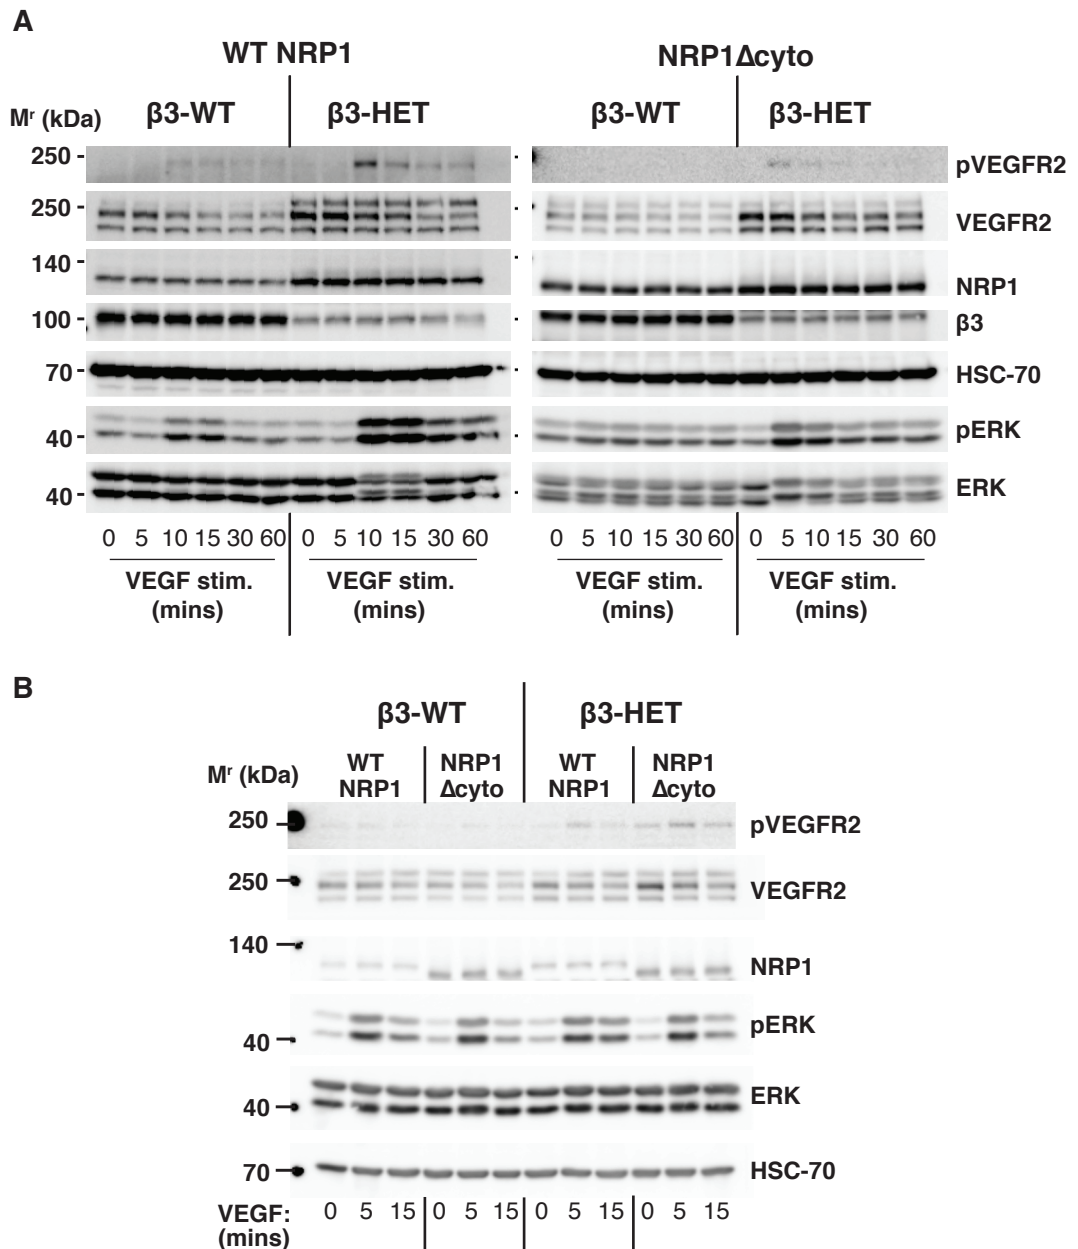 A
WT NRP1
NRP1Δcyto
Mʳ (kDa)
β3-WT
β3-HET
β3-WT
β3-HET
250
pVEGFR2
250
VEGFR2
140
NRP1
100
β3
70
HSC-70
40
pERK
40
ERK
0 5 10 15 30 60 0 5 10 15 30 60 0 5 10 15 30 60 0 5 10 15 30 60
VEGF stim. VEGF stim. VEGF stim. VEGF stim.
(mins) (mins) (mins) (mins)
B
β3-WT
β3-HET
Mʳ (kDa)
WT NRP1 WT NRP1
NRP1 Δcyto NRP1 Δcyto
250
pVEGFR2
250
VEGFR2
140
NRP1
40
pERK
40
ERK
70
HSC-70
VEGF: 0 5 15 0 5 15 0 5 15 0 5 15
(mins)